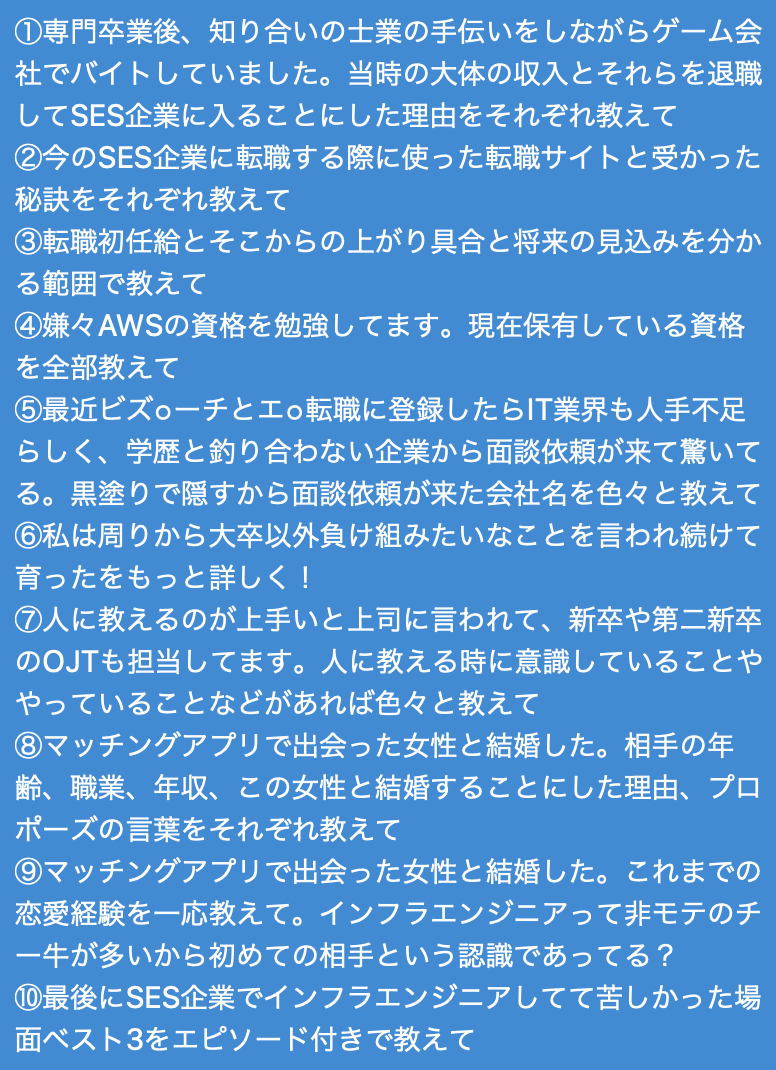 ①専門卒業後、知り合いの士業の手伝いをしながらゲーム会
社でバイトしていました。当時の大体の収入とそれらを退職
してSES企業に入ることにした理由をそれぞれ教えて
②今のSES企業に転職する際に使った転職サイトと受かった
秘訣をそれぞれ教えて
③転職初任給とそこからの上がり具合と将来の見込みを分か
る範囲で教えて
④嫌々AWSの資格を勉強してます。現在保有している資格
を全部教えて
⑤最近ビズ○ーチとエ○転職に登録したらIT業界も人手不足
らしく、学歴と釣り合わない企業から面談依頼が来て驚いて
る。黒塗りで隠すから面談依頼が来た会社名を色々と教えて
⑥私は周りから大卒以外負け組みたいなことを言われ続けて
育ったをもっと詳しく！
⑦人に教えるのが上手いと上司に言われて、新卒や第二新卒
のOJTも担当してます。人に教える時に意識していることや
やっていることなどがあれば色々と教えて
⑧マッチングアプリで出会った女性と結婚した。相手の年
齢、職業、年収、この女性と結婚することにした理由、プロ
ポーズの言葉をそれぞれ教えて
⑨マッチングアプリで出会った女性と結婚した。これまでの
恋愛経験を一応教えて。インフラエンジニアって非モテのチ
ー牛が多いから初めての相手という認識であってる？
⑩最後にSES企業でインフラエンジニアしてて苦しかった場
面ベスト3をエピソード付きで教えて